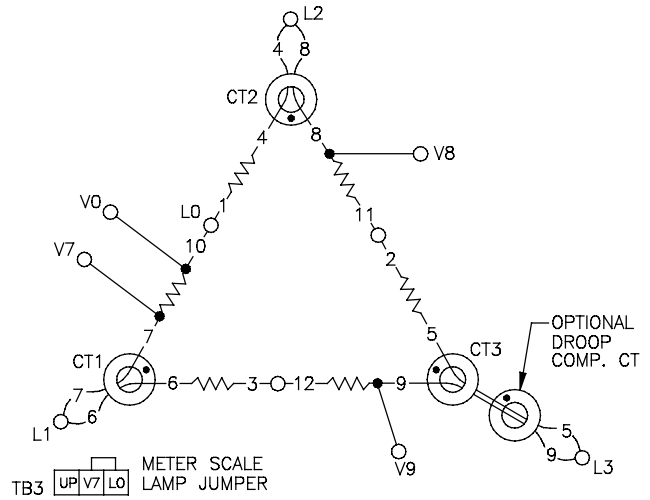 L2
4 8
CT2
4 8
V8
V0
L0
1
11
10
2
V7
7
5
CT1
CT3
OPTIONAL
DROOP
COMP. CT
6 3 12 9
7
6
L1
5
9
L3
V9
TB3 UP V7 L0
METER SCALE
LAMP JUMPER